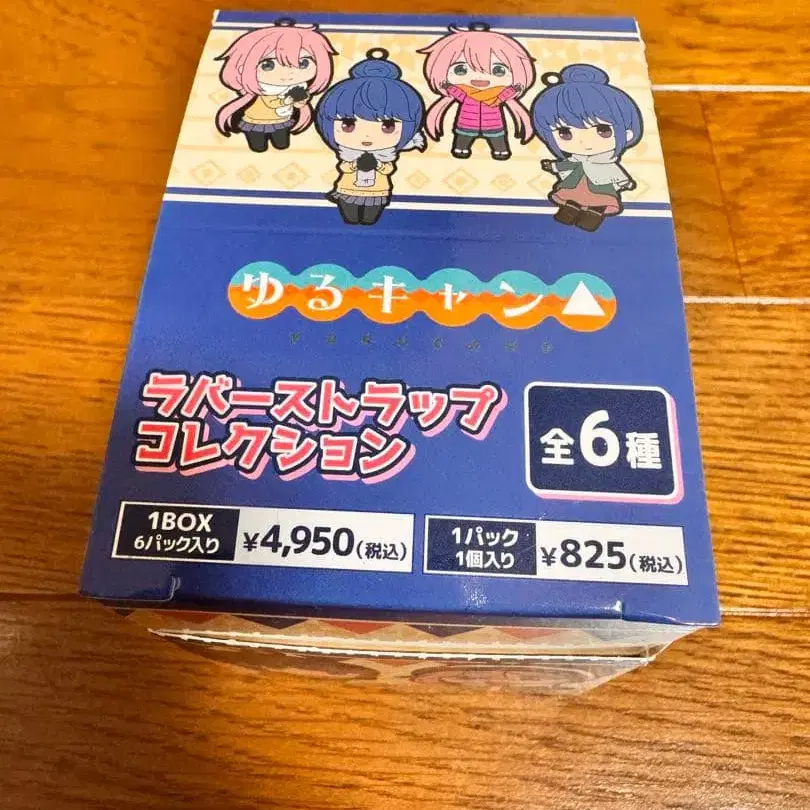 ゆるキャン△
ラバーストラップ
コレクション
全6種
1BOX
6パック入り
¥4,950(税込)
1パック
1個入り
¥825(税込)